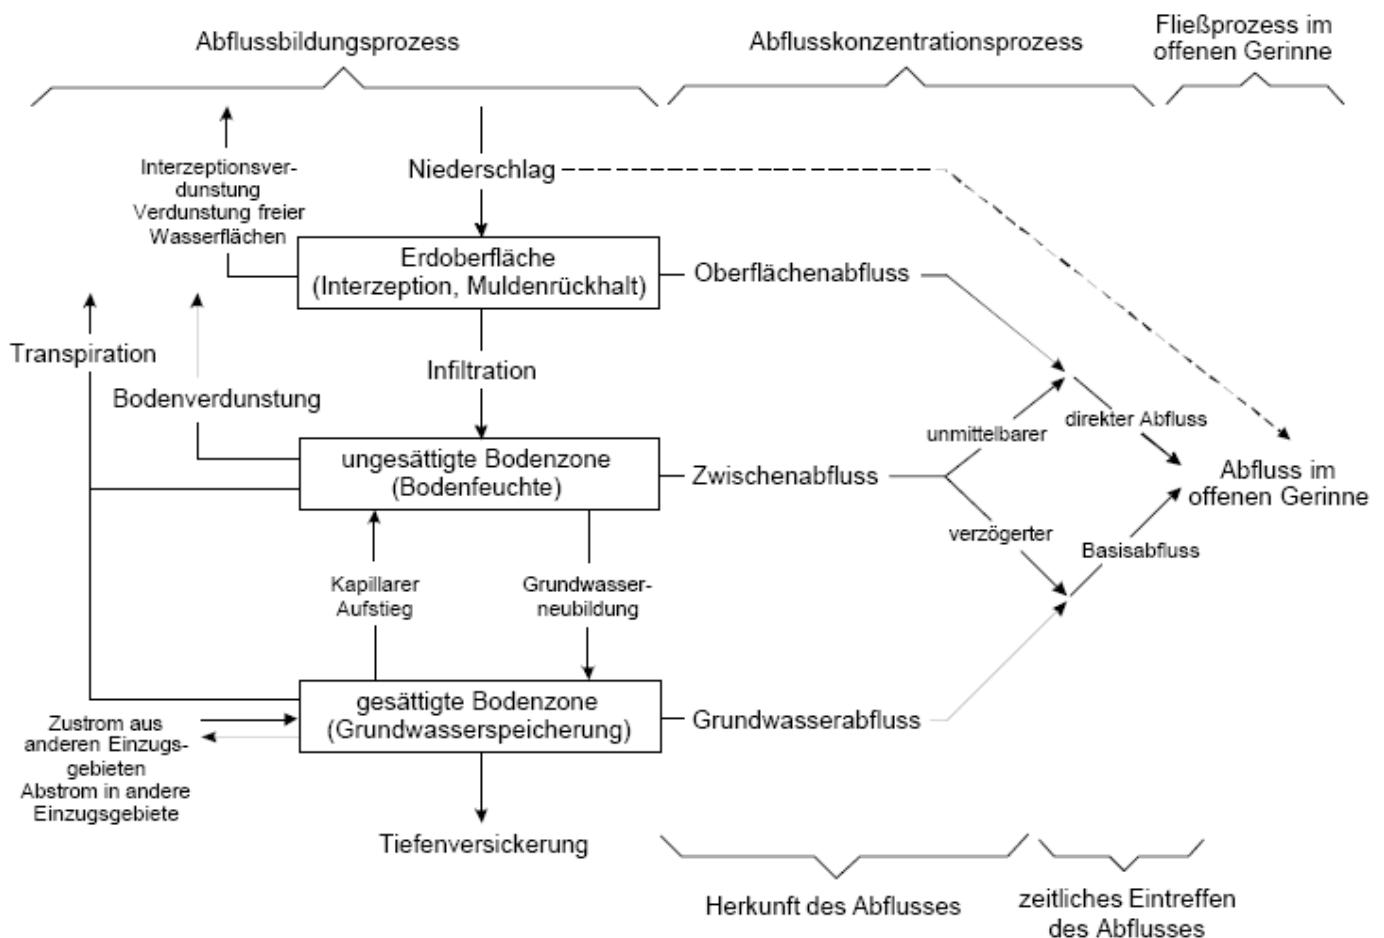 Abflussbildungsprozess
Abflusskonzentrationsprozess
Fließprozess im
offenen Gerinne
Interzeptionsver-
dunstung
Verdunstung freier
Wasserflächen
Niederschlag
Erdoberfläche
(Interzeption, Muldenrückhalt)
Oberflächenabfluss
Transpiration
Infiltration
Bodenverdunstung
unmittelbarer
direkter Abfluss
ungesättigte Bodenzone
(Bodenfeuchte)
Zwischenabfluss
Abfluss im
offenen Gerinne
verzögerter
Basisabfluss
Kapillarer
Aufstieg
Grundwasser-
neubildung
gesättigte Bodenzone
(Grundwasserspeicherung)
Grundwasserabfluss
Zustrom aus
anderen Einzugs-
gebieten
Abstrom in andere
Einzugsgebiete
Tiefenversickerung
Herkunft des Abflusses
zeitliches Eintreffen
des Abflusses